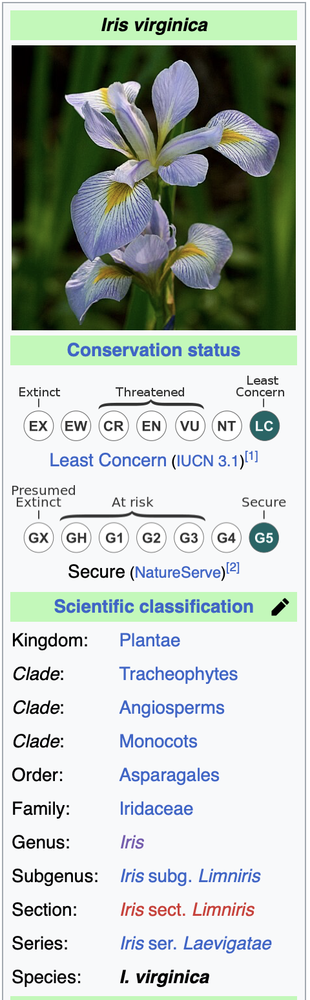 Iris virginica
Conservation status
Extinct Threatened Least Concern
EX EW CR EN VU NT LC
Least Concern (IUCN 3.1)[1]
Presumed Extinct At risk Secure
GX GH G1 G2 G3 G4 G5
Secure (NatureServe)[2]
Scientific classification
Kingdom: Plantae
Clade: Tracheophytes
Clade: Angiosperms
Clade: Monocots
Order: Asparagales
Family: Iridaceae
Genus: Iris
Subgenus: Iris subg. Limniris
Section: Iris sect. Limniris
Series: Iris ser. Laevigatae
Species: I. virginica